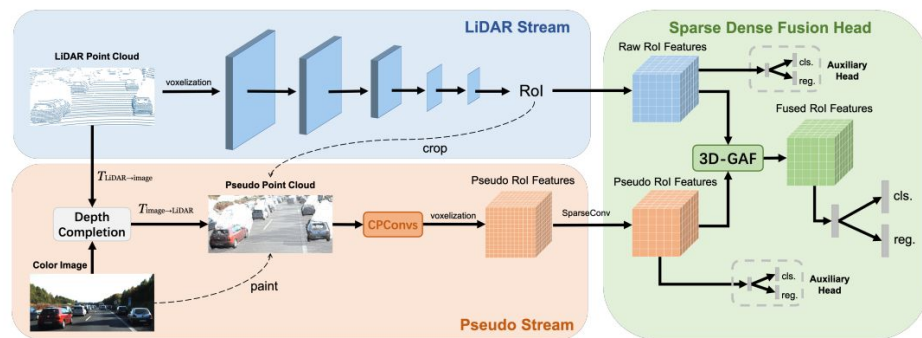 LiDAR Stream
LiDAR Point Cloud
voxelization
RoI
crop
T LiDAR→image
Pseudo Point Cloud
T image→LiDAR
Depth
Completion
Color Image
paint
CPConvs
voxelization
Pseudo RoI Features
SparseConv
Pseudo Stream
Sparse Dense Fusion Head
Raw RoI Features
cls.
reg.
Auxiliary
Head
Fused RoI Features
3D-GAF
Pseudo RoI Features
cls.
reg.
cls.
reg.
Auxiliary
Head